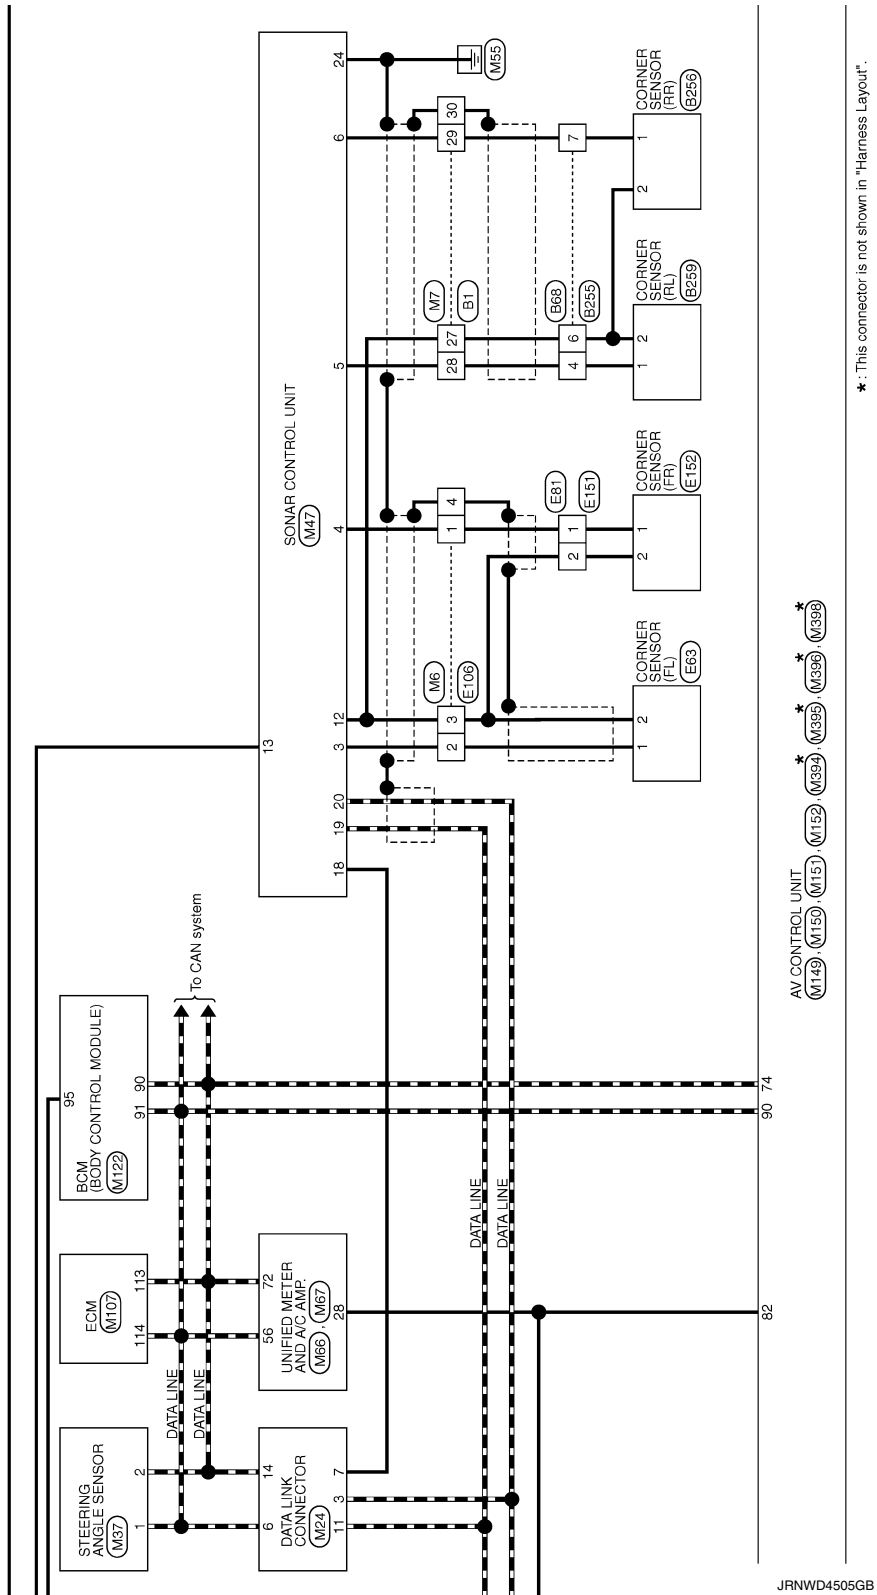 STEERING
ANGLE SENSOR
M37
1
2
ECM
M107
114
113
BCM
(BODY CONTROL MODULE)
M122
95
91
90
DATA LINE
DATA LINE
To CAN system
6
14
DATA LINK
CONNECTOR
M24
11
3
7
56
72
UNIFIED METER
AND A/C AMP.
M66 , M67
28
13
SONAR CONTROL UNIT
M47
18
19
20
3
12
4
5
6
24
M55
DATA LINE
DATA LINE
M6
E106
2
3
1
4
M7
B1
28
27
29
30
E81
E151
2
1
B68
B255
4
6
7
CORNER
SENSOR
(FL)
E63
1
2
CORNER
SENSOR
(FR)
E152
2
1
CORNER
SENSOR
(RL)
B259
1
2
CORNER
SENSOR
(RR)
B256
2
1
82
90
74
AV CONTROL UNIT
M149 , M150 , M151 , M152 , M394 * , M395 * , M396 * , M398 *
* : This connector is not shown in "Harness Layout".
JRNWD4505GB